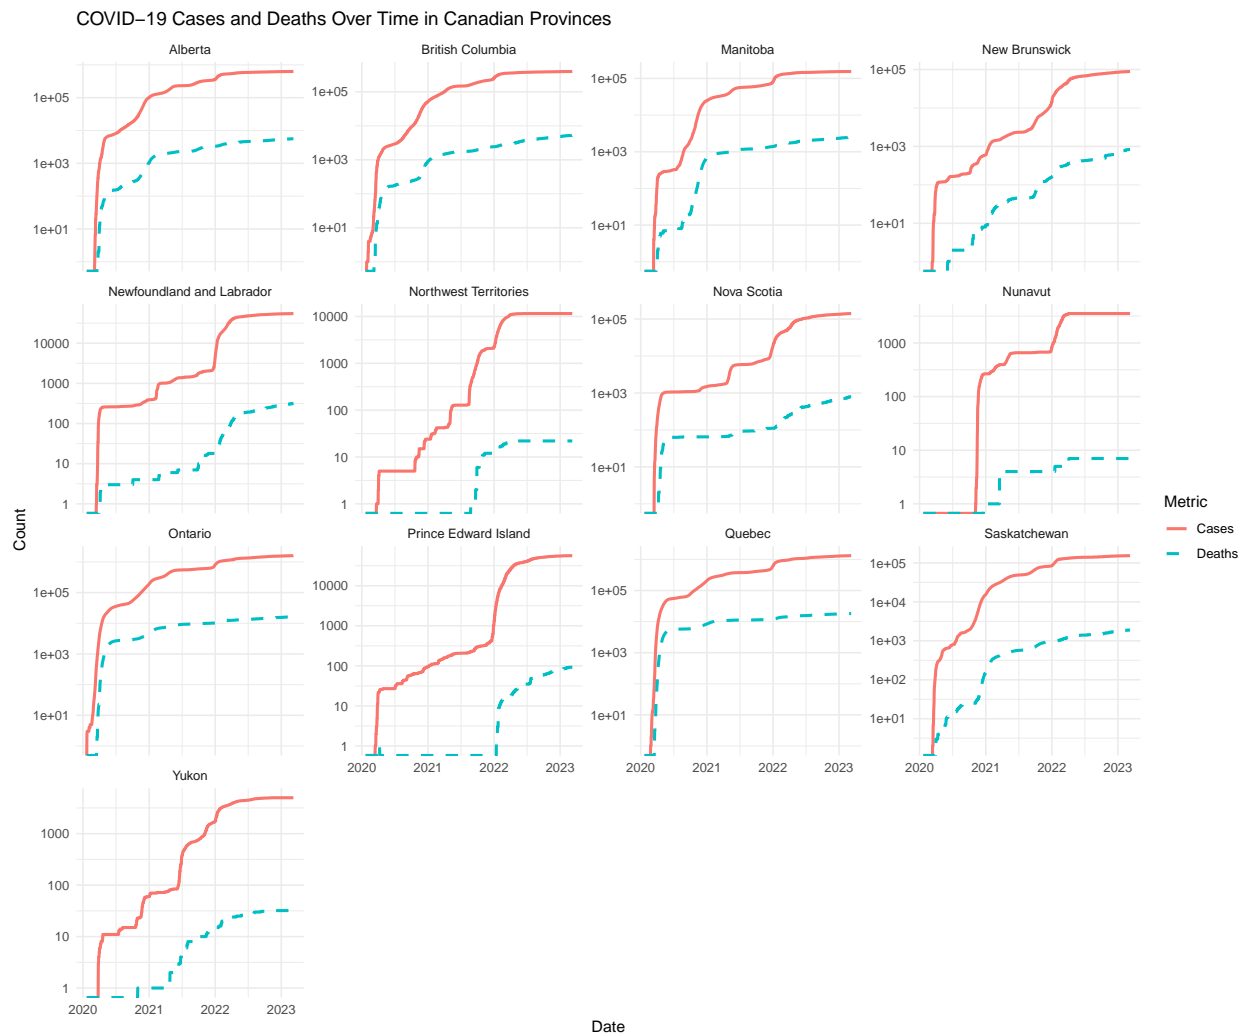 COVID−19 Cases and Deaths Over Time in Canadian Provinces
Alberta
British Columbia
Manitoba
New Brunswick
1e+05
1e+03
1e+01
1e+05
1e+03
1e+01
1e+05
1e+03
1e+01
1e+05
1e+03
1e+01
Newfoundland and Labrador
Northwest Territories
Nova Scotia
Nunavut
10000
1000
100
10
1
10000
1000
100
10
1
1e+05
1e+03
1e+01
1000
100
10
1
Ontario
Prince Edward Island
Quebec
Saskatchewan
1e+05
1e+03
1e+01
10000
1000
100
10
1
1e+05
1e+03
1e+01
1e+05
1e+04
1e+03
1e+02
1e+01
2020 2021 2022 2023
2020 2021 2022 2023
2020 2021 2022 2023
Yukon
1000
100
10
1
2020 2021 2022 2023
Date
Count
Metric
Cases
Deaths